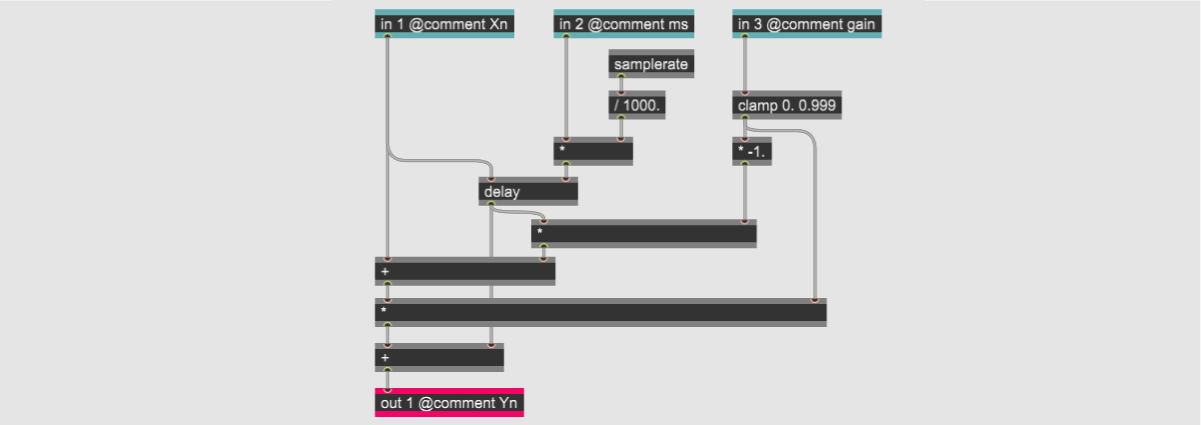 in 1 @comment Xn
in 2 @comment ms
in 3 @comment gain
samplerate
/ 1000.
clamp 0. 0.999
*
* -1.
delay
*
+
*
+
out 1 @comment Yn